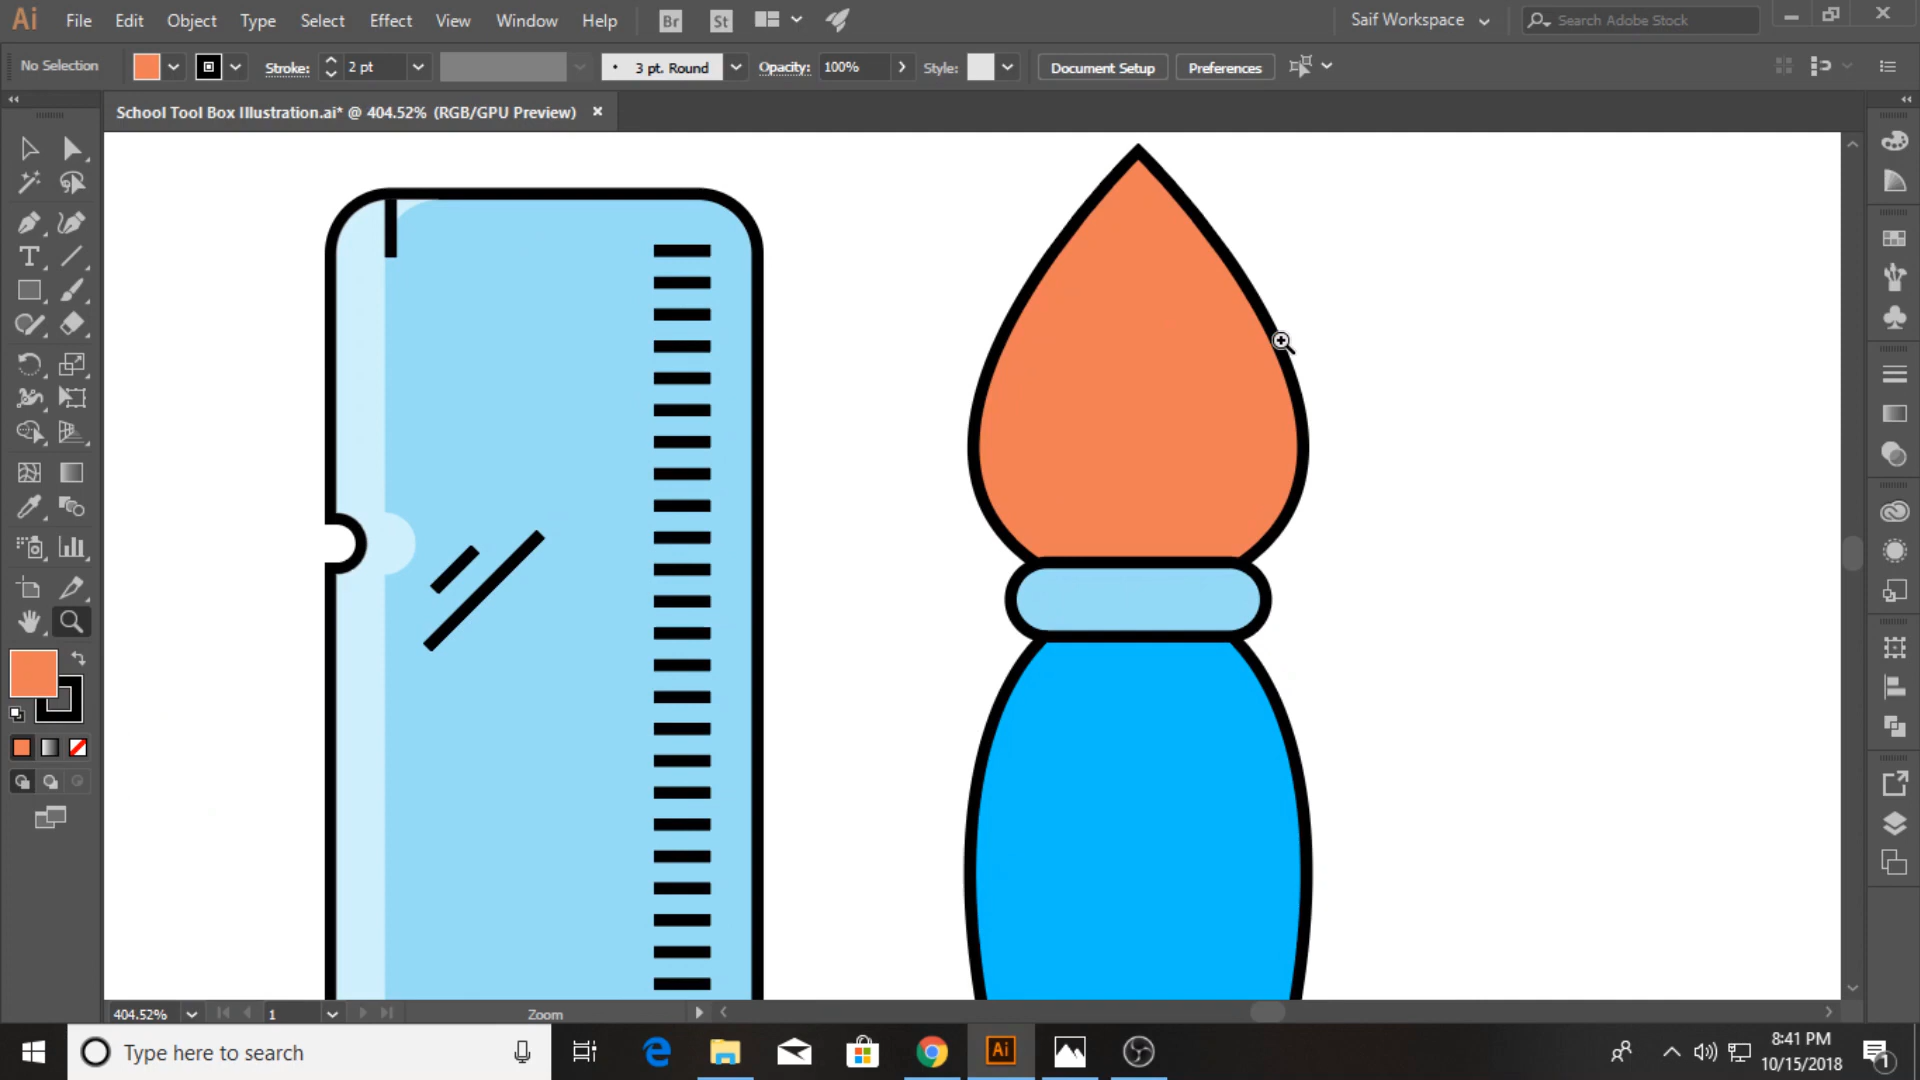 Ai File Edit Object Type Select Effect View Window Help Br St Saif Workspace Search Adobe Stock
No Selection Stroke: 2 pt 3 pt. Round Opacity: 100% Style: Document Setup Preferences
School Tool Box Illustration.ai* @ 404.52% (RGB/GPU Preview)
404.52% 1 Zoom
Type here to search Ai 8:41 PM
10/15/2018 1